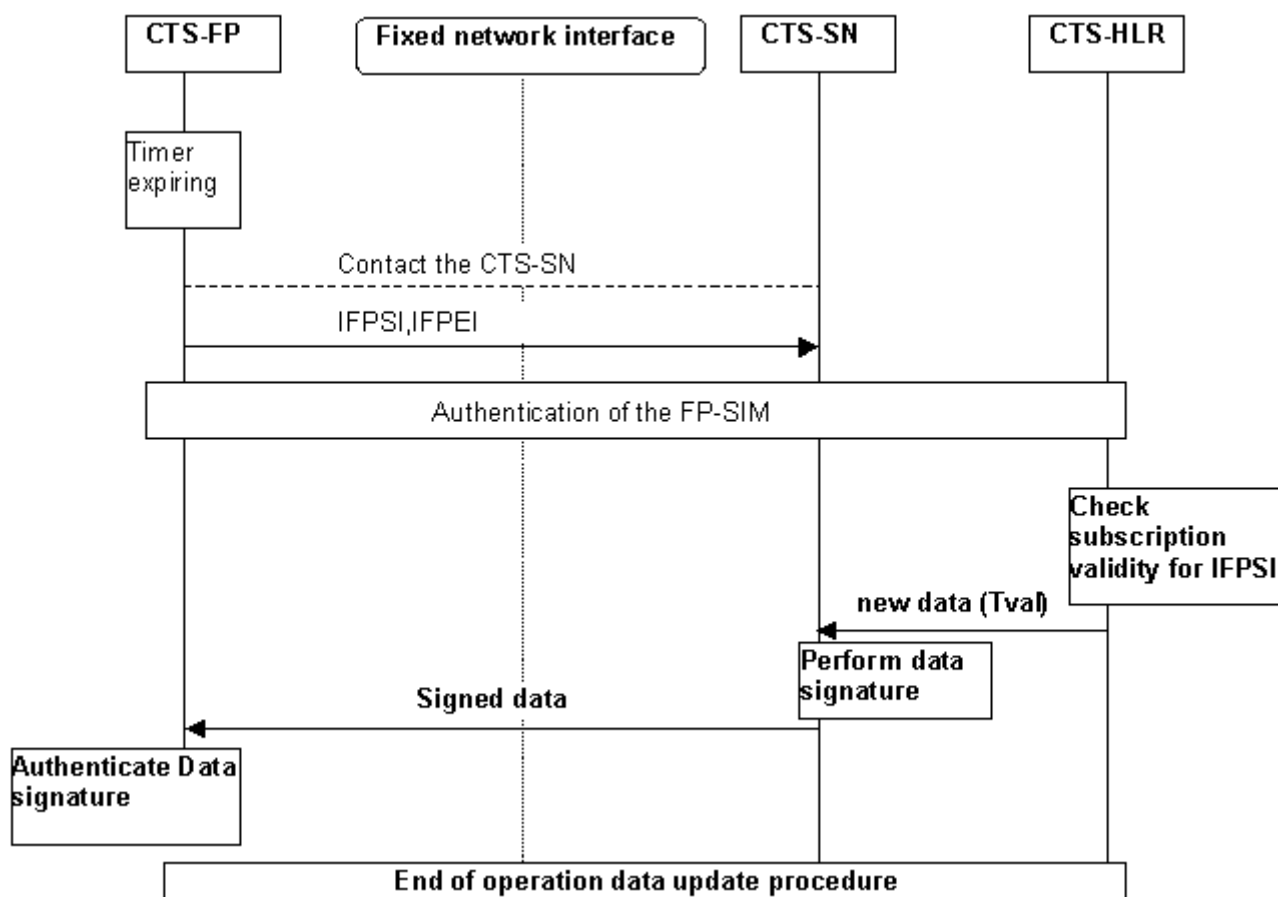 CTS-FP
Fixed network interface
CTS-SN
CTS-HLR
Timer
expiring
Contact the CTS-SN
IFPSI,IFPEI
Authentication of the FP-SIM
Check
subscription
validity for IFPSI
new data (Tval)
Perform data
signature
Signed data
Authenticate Data
signature
End of operation data update procedure